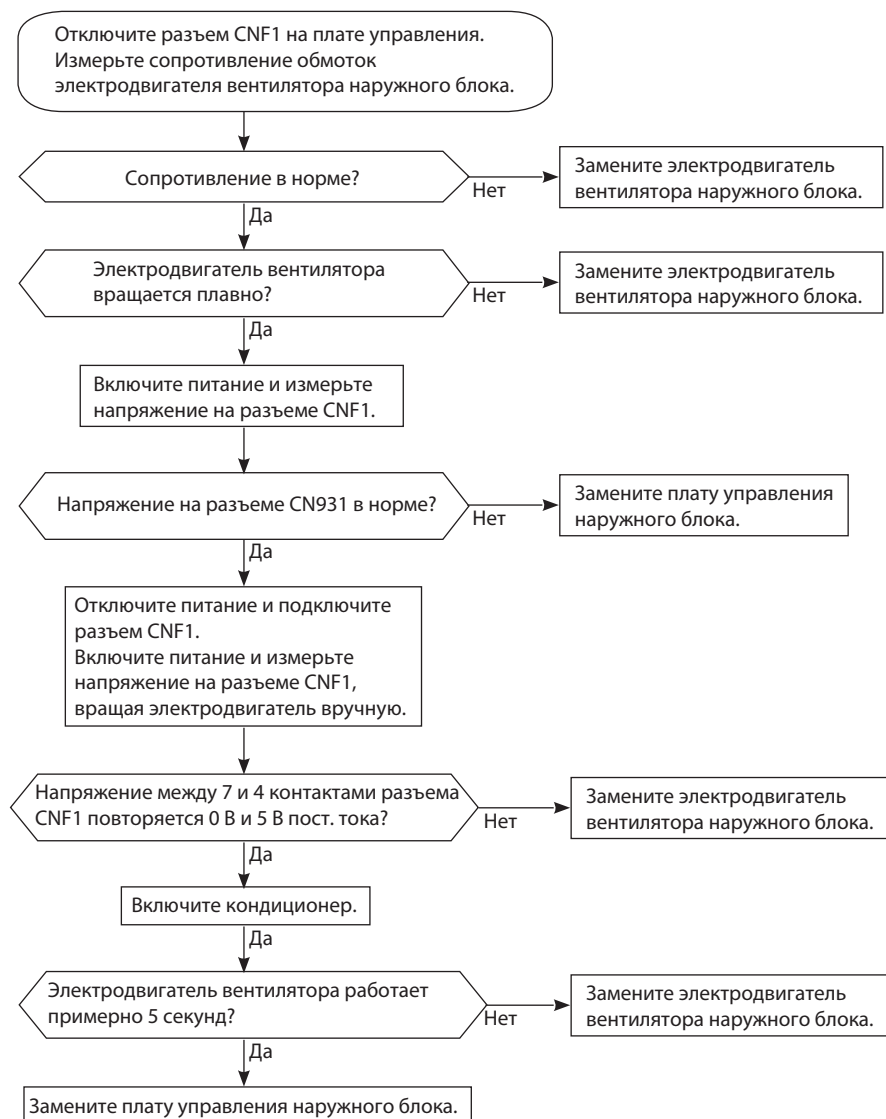 Отключите разъем CNF1 на плате управления.
Измерьте сопротивление обмоток
электродвигателя вентилятора наружного блока.
Сопротивление в норме?
Нет
Замените электродвигатель
вентилятора наружного блока.
Да
Электродвигатель вентилятора
вращается плавно?
Нет
Замените электродвигатель
вентилятора наружного блока.
Да
Включите питание и измерьте
напряжение на разъеме CNF1.
Напряжение на разъеме CN931 в норме?
Нет
Замените плату управления
наружного блока.
Да
Отключите питание и подключите
разъем CNF1.
Включите питание и измерьте
напряжение на разъеме CNF1,
вращая электродвигатель вручную.
Напряжение между 7 и 4 контактами разъема
CNF1 повторяется 0 В и 5 В пост. тока?
Нет
Замените электродвигатель
вентилятора наружного блока.
Да
Включите кондиционер.
Да
Электродвигатель вентилятора работает
примерно 5 секунд?
Нет
Замените электродвигатель
вентилятора наружного блока.
Да
Замените плату управления наружного блока.